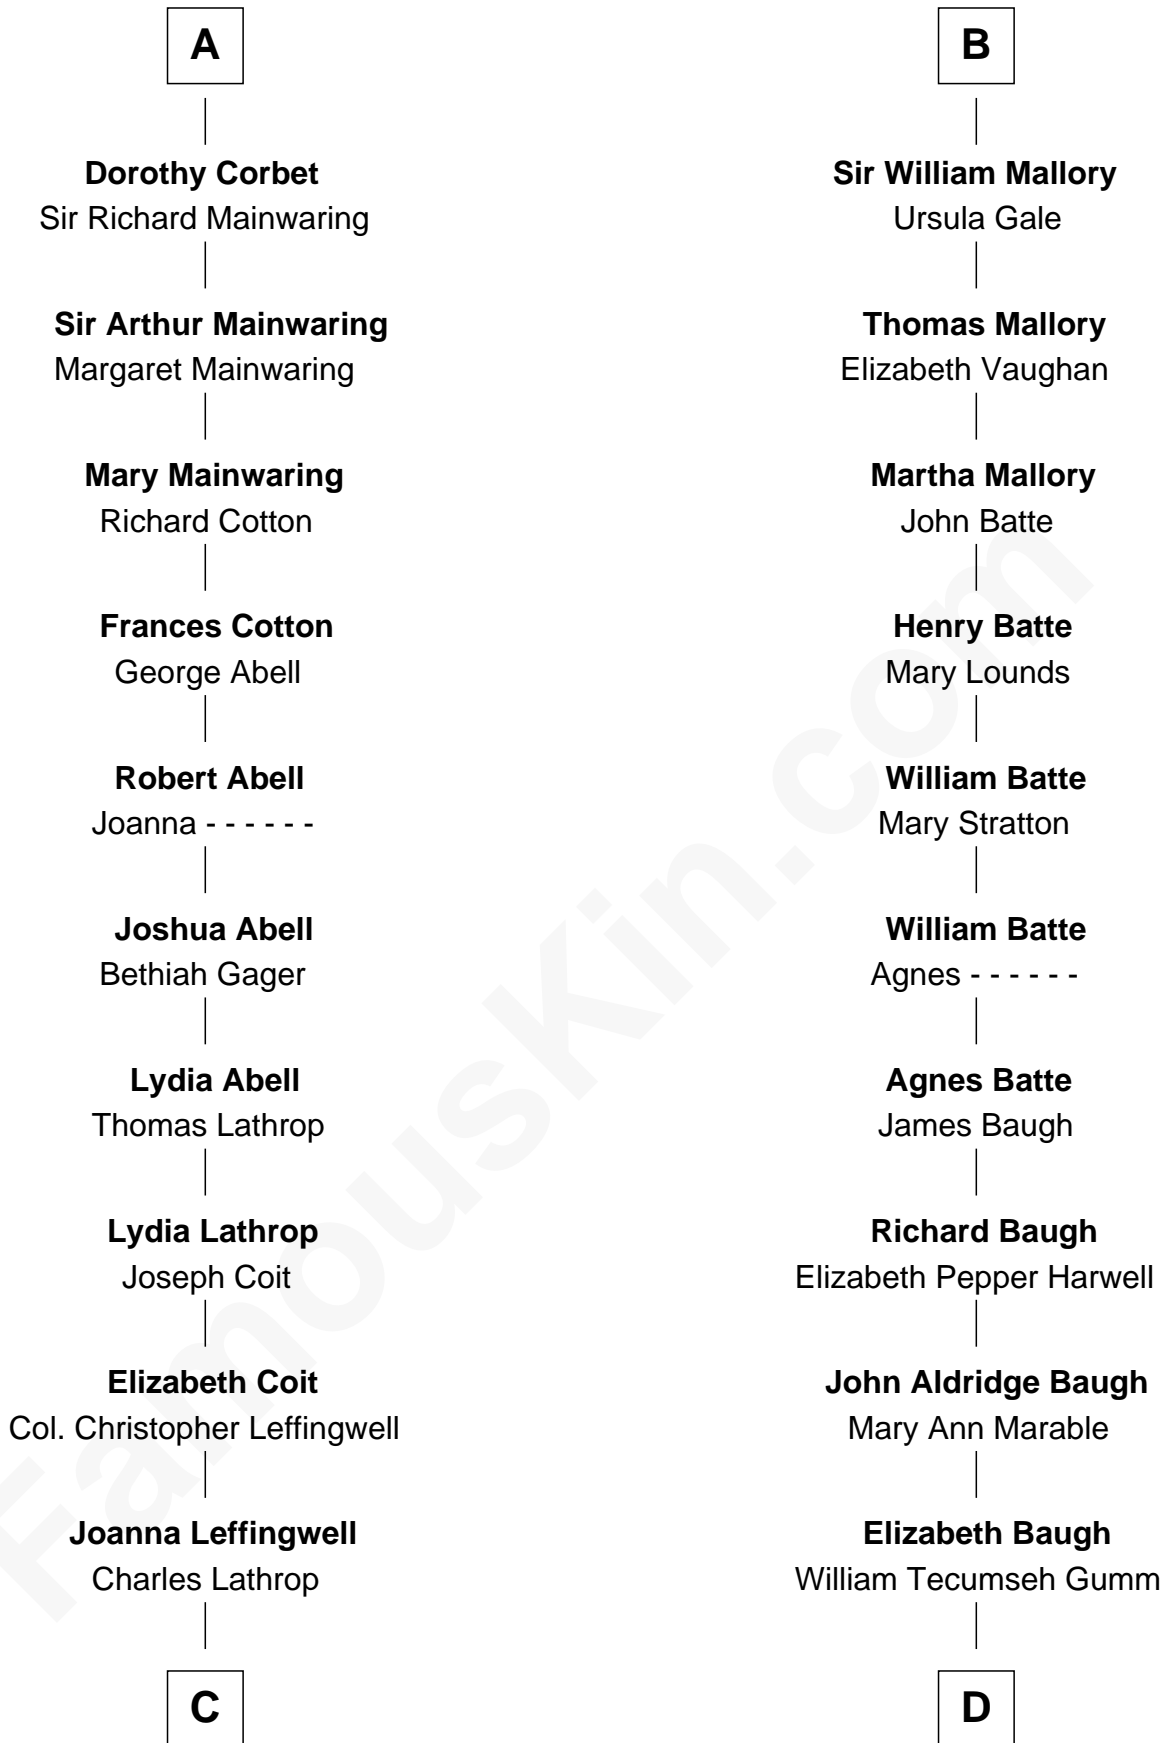 A
Dorothy Corbet
Sir Richard Mainwaring
Sir Arthur Mainwaring
Margaret Mainwaring
Mary Mainwaring
Richard Cotton
Frances Cotton
George Abell
Robert Abell
Joanna - - - - - -
Joshua Abell
Bethiah Gager
Lydia Abell
Thomas Lathrop
Lydia Lathrop
Joseph Coit
Elizabeth Coit
Col. Christopher Leffingwell
Joanna Leffingwell
Charles Lathrop
C
B
Sir William Mallory
Ursula Gale
Thomas Mallory
Elizabeth Vaughan
Martha Mallory
John Batte
Henry Batte
Mary Lounds
William Batte
Mary Stratton
William Batte
Agnes - - - - - -
Agnes Batte
James Baugh
Richard Baugh
Elizabeth Pepper Harwell
John Aldridge Baugh
Mary Ann Marable
Elizabeth Baugh
William Tecumseh Gumm
D
FamousKin.com